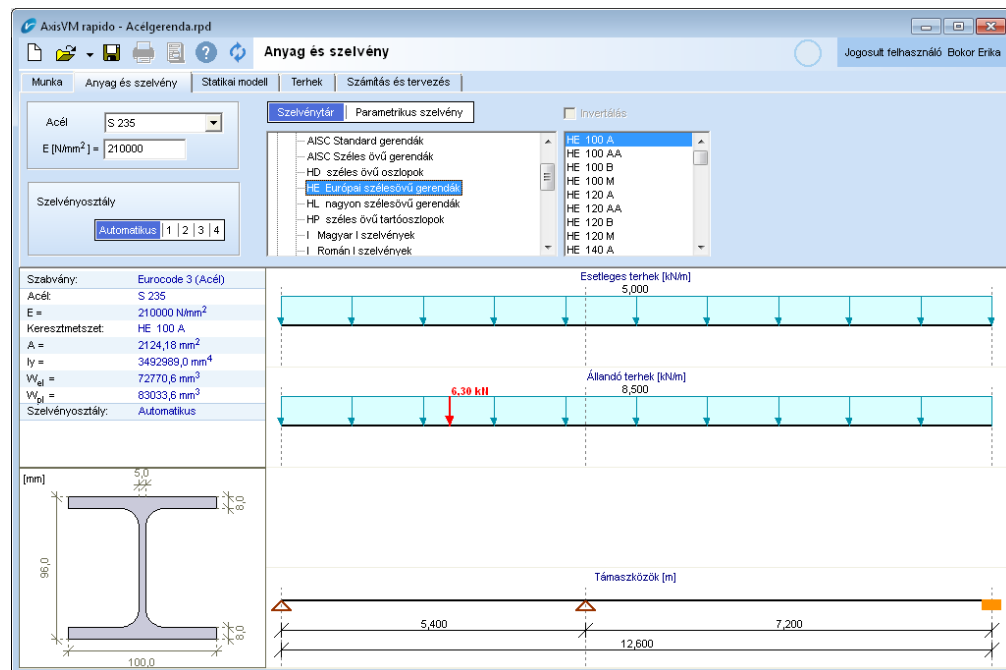 AxisVM rapido - Acélgerenda.rpd
Anyag és szelvény
Jogosult felhasználó Bokor Erika
Munka Anyag és szelvény Statikai modell Terhek Számítás és tervezés
Acél S 235
E [N/mm²] = 210000
Szelvényosztály
Automatikus 1 2 3 4
Szelvénytár Parametrikus szelvény
Invertálás
AISC Standard gerendák
AISC Széles övű gerendák
HD széles övű oszlopok
HE Európai szélesövű gerendák
HL nagyon szélesövű gerendák
HP széles övű tartóoszlopok
I Magyar I szelvények
I Román I szelvények
HE 100 A
HE 100 AA
HE 100 B
HE 100 M
HE 120 A
HE 120 AA
HE 120 B
HE 120 M
HE 140 A
Szabvány: Eurocode 3 (Acél)
Acél: S 235
E = 210000 N/mm²
Keresztmetszet: HE 100 A
A = 2124,18 mm²
Iy = 3492989,0 mm⁴
Wel = 72770,6 mm³
Wpl = 83033,6 mm³
Szelvényosztály: Automatikus
Esetleges terhek [kN/m]
5,000
Állandó terhek [kN/m]
8,500
6,30 kN
[mm]
5,0
8,0
96,0
8,0
100,0
Támaszközök [m]
5,400
7,200
12,600